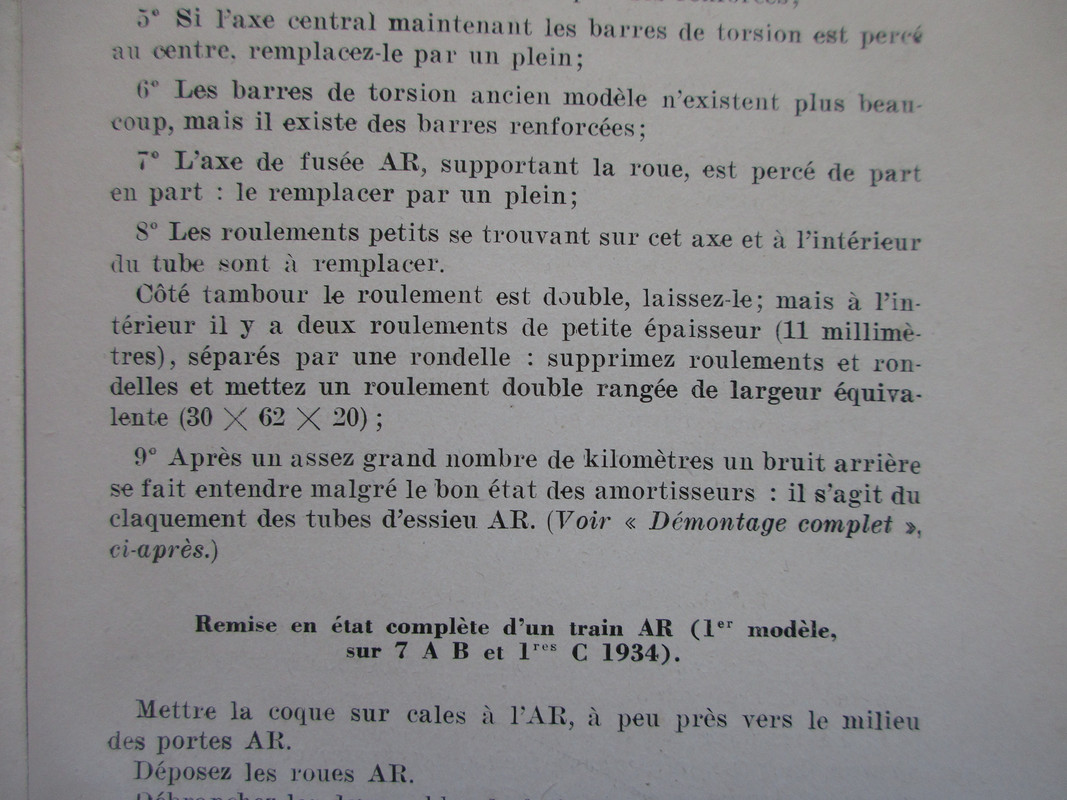 5° Si l'axe central maintenant les barres de torsion est percé
au centre, remplacez-le par un plein;
6° Les barres de torsion ancien modèle n'existent plus beau-
coup, mais il existe des barres renforcées;
7° L'axe de fusée AR, supportant la roue, est percé de part
en part : le remplacer par un plein;
8° Les roulements petits se trouvant sur cet axe et à l'intérieur
du tube sont à remplacer.
Côté tambour le roulement est double, laissez-le; mais à l'in-
térieur il y a deux roulements de petite épaisseur (11 millimè-
tres), séparés par une rondelle : supprimez roulements et ron-
delles et mettez un roulement double rangée de largeur équiva-
lente (30 × 62 × 20) ;
9° Après un assez grand nombre de kilomètres un bruit arrière
se fait entendre malgré le bon état des amortisseurs : il s'agit du
claquement des tubes d'essieu AR. (Voir « Démontage complet »,
ci-après.)
Remise en état complète d'un train AR (1er modèle,
sur 7 A B et 1res C 1934).
Mettre la coque sur cales à l'AR, à peu près vers le milieu
des portes AR.
Déposez les roues AR.